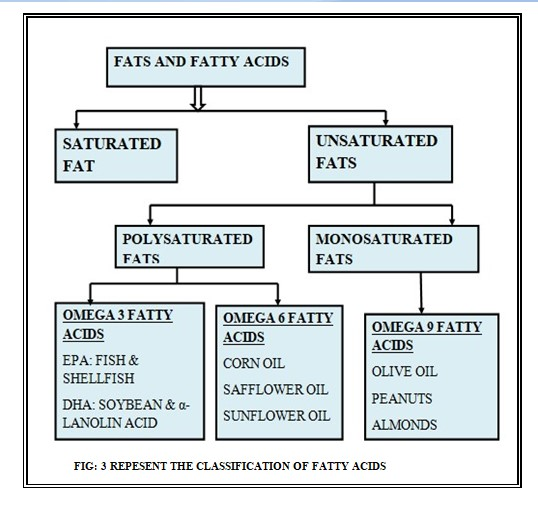 FATS AND FATTY ACIDS
SATURATED
FAT
UNSATURATED
FATS
POLYSATURATED
FATS
MONOSATURATED
FATS
OMEGA 3 FATTY
ACIDS
EPA: FISH &
SHELLFISH
DHA: SOYBEAN & α-
LANOLIN ACID
OMEGA 6 FATTY
ACIDS
CORN OIL
SAFFLOWER OIL
SUNFLOWER OIL
OMEGA 9 FATTY
ACIDS
OLIVE OIL
PEANUTS
ALMONDS
FIG: 3 REPESENT THE CLASSIFICATION OF FATTY ACIDS